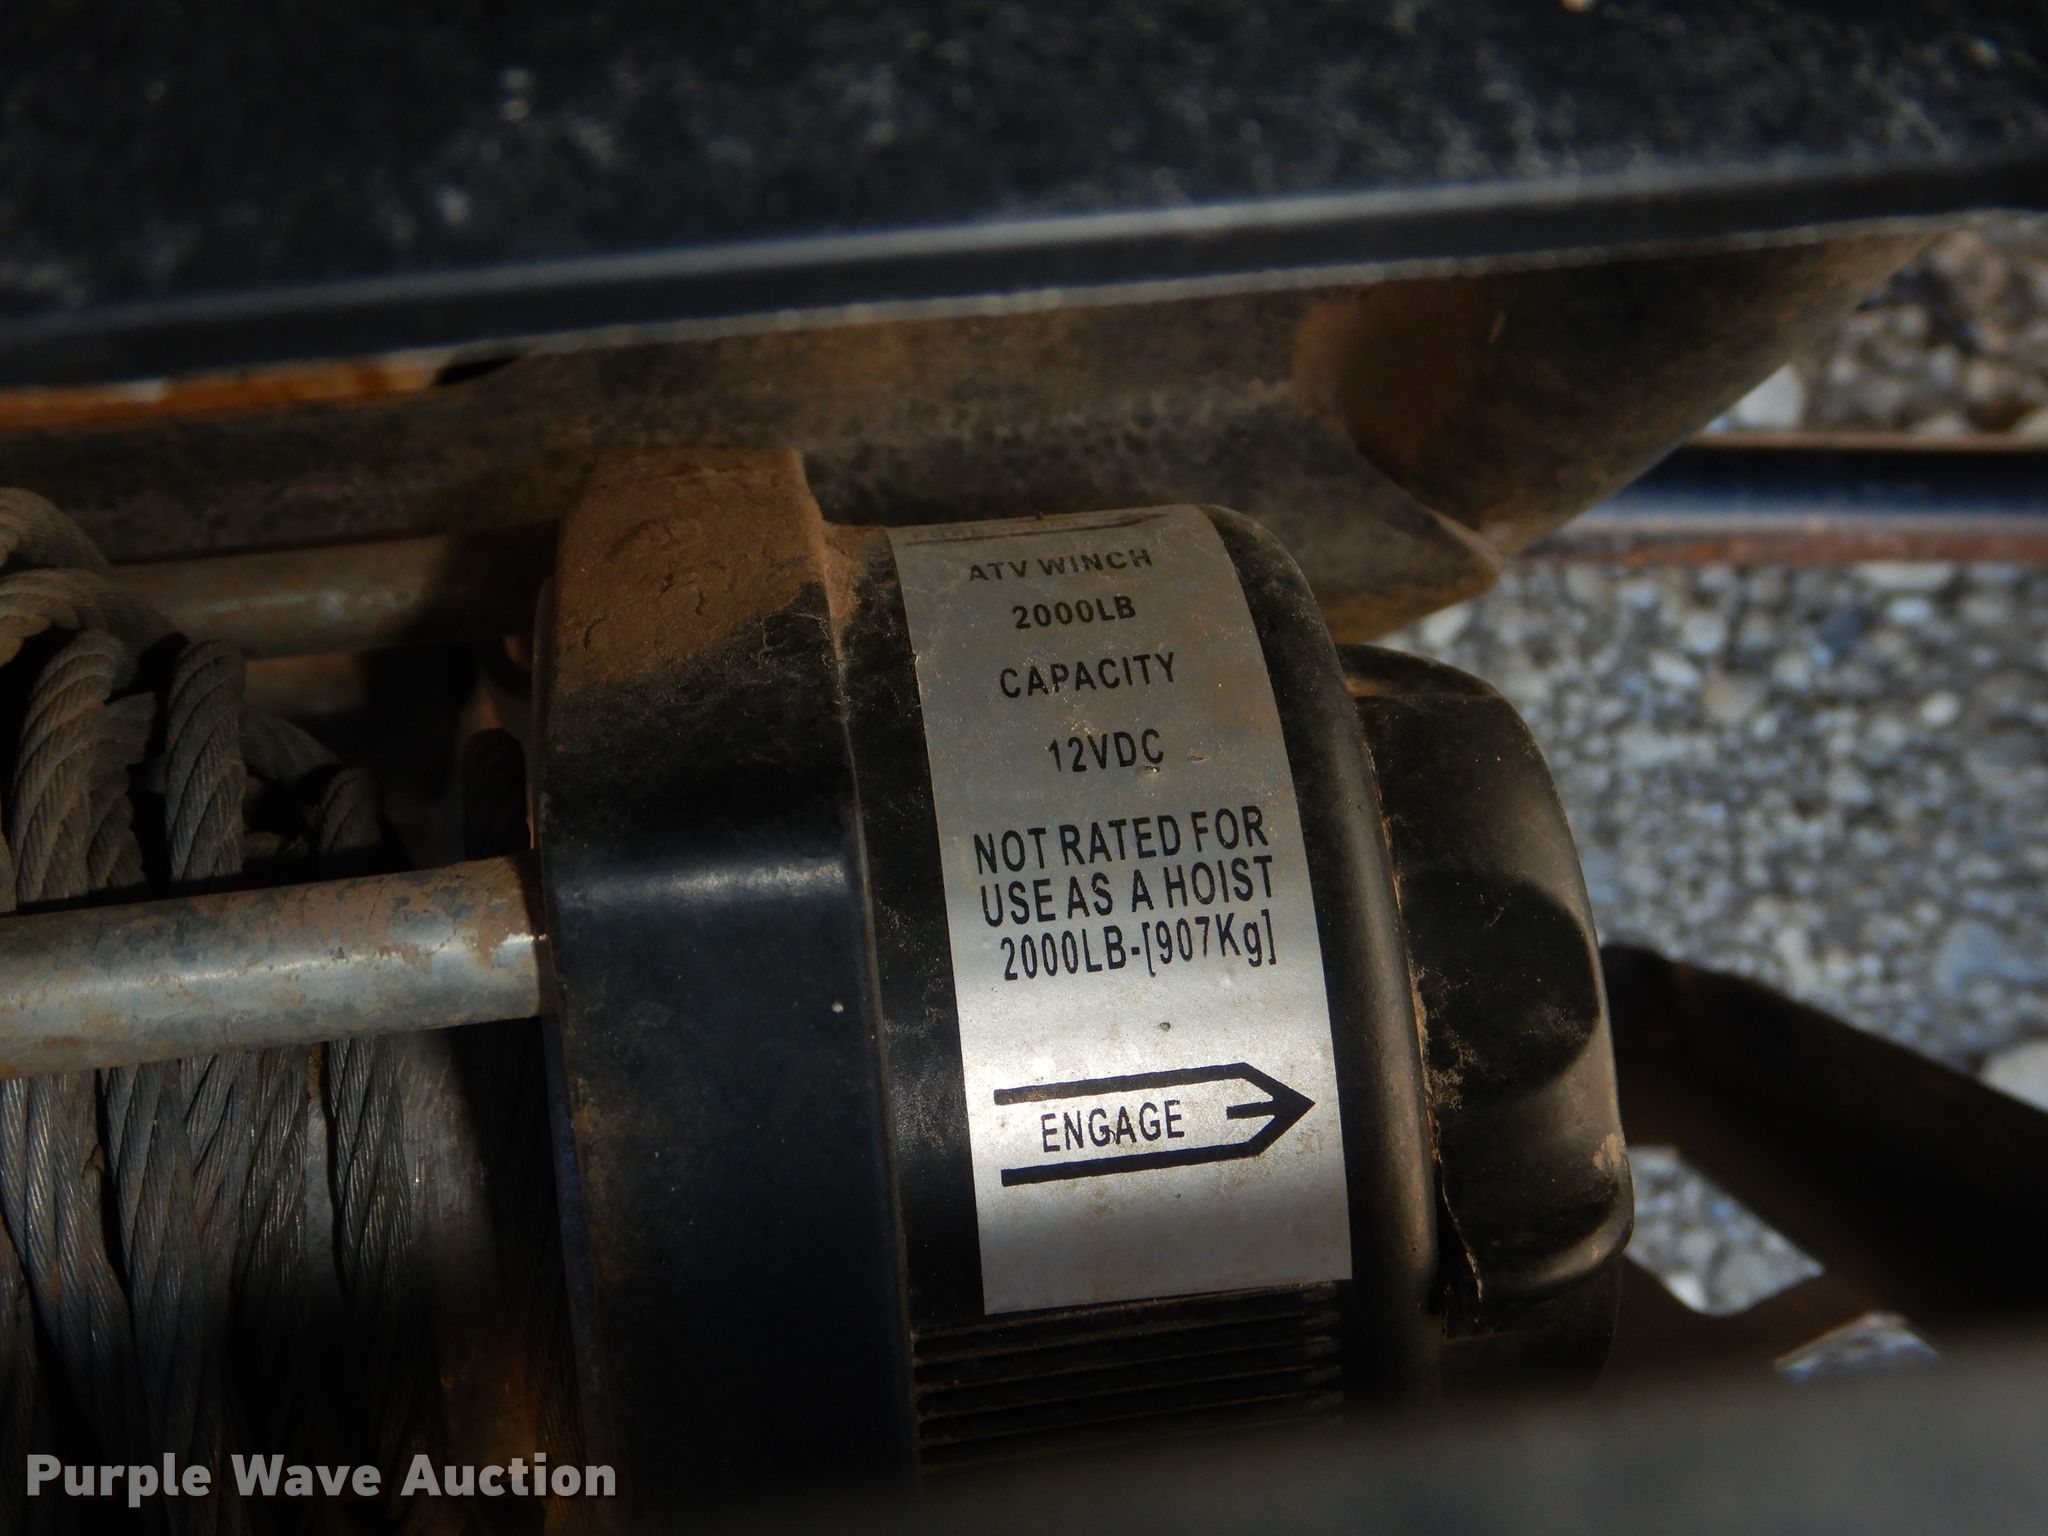 ATV WINCH
2000LB
CAPACITY
12VDC
NOT RATED FOR
USE AS A HOIST
2000LB-[907Kg]
ENGAGE
Purple Wave Auction